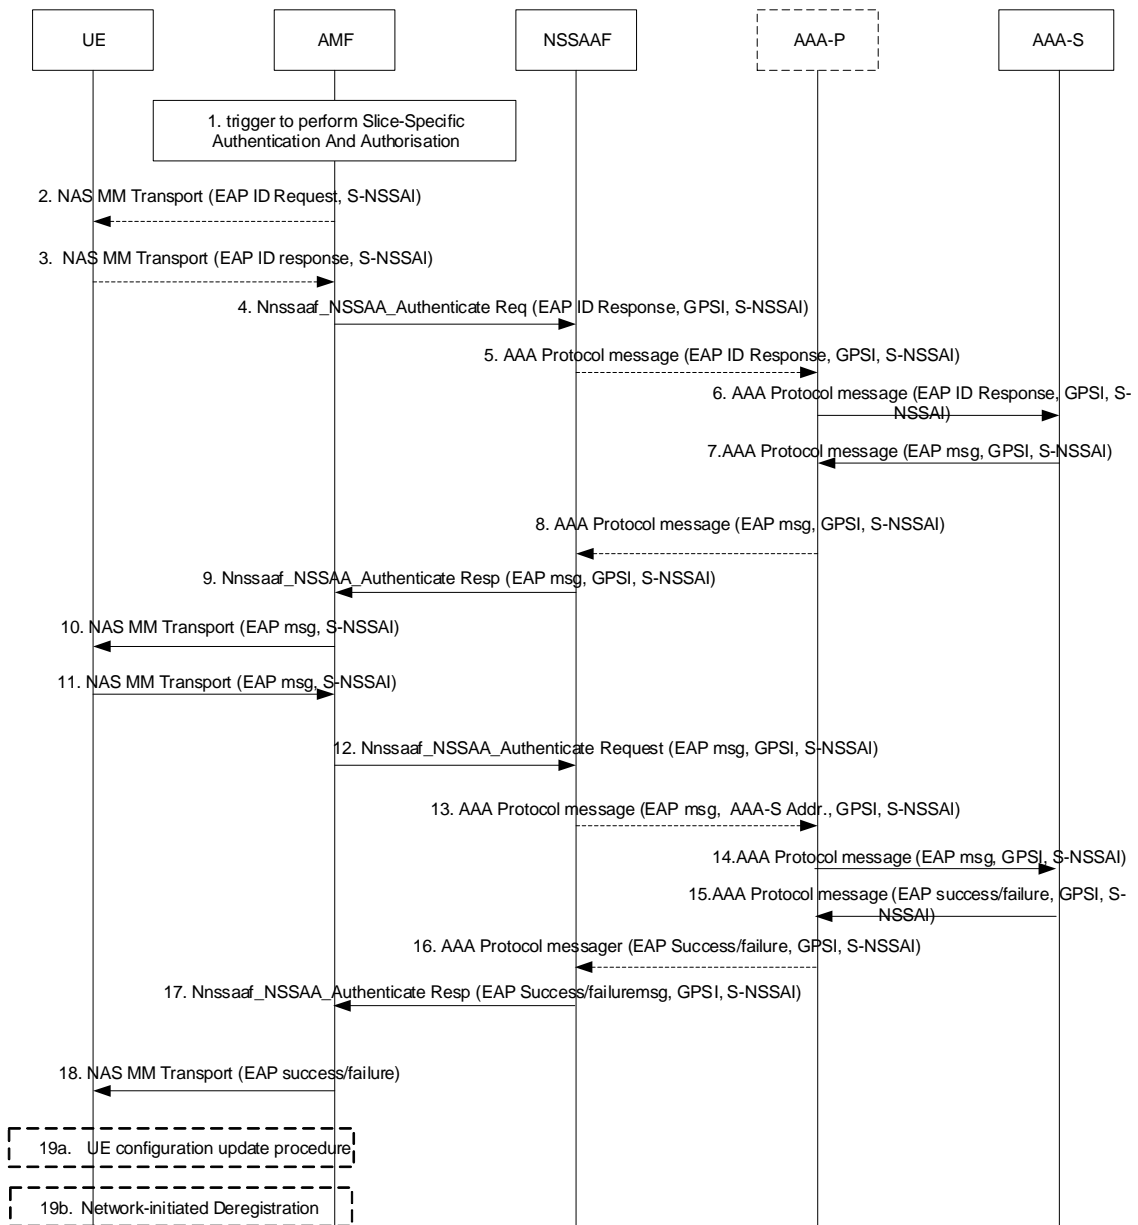 UE
AMF
NSSAAF
AAA-P
AAA-S
1. trigger to perform Slice-Specific
Authentication And Authorisation
2. NAS MM Transport (EAP ID Request, S-NSSAI)
3. NAS MM Transport (EAP ID response, S-NSSAI)
4. Nnssaaf_NSSAA_Authenticate Req (EAP ID Response, GPSI, S-NSSAI)
5. AAA Protocol message (EAP ID Response, GPSI, S-NSSAI)
6. AAA Protocol message (EAP ID Response, GPSI, S-
NSSAI)
7.AAA Protocol message (EAP msg, GPSI, S-NSSAI)
8. AAA Protocol message (EAP msg, GPSI, S-NSSAI)
9. Nnssaaf_NSSAA_Authenticate Resp (EAP msg, GPSI, S-NSSAI)
10. NAS MM Transport (EAP msg, S-NSSAI)
11. NAS MM Transport (EAP msg, S-NSSAI)
12. Nnssaaf_NSSAA_Authenticate Request (EAP msg, GPSI, S-NSSAI)
13. AAA Protocol message (EAP msg, AAA-S Addr., GPSI, S-NSSAI)
14.AAA Protocol message (EAP msg, GPSI, S-NSSAI)
15.AAA Protocol message (EAP success/failure, GPSI, S-
NSSAI)
16. AAA Protocol messager (EAP Success/failure, GPSI, S-NSSAI)
17. Nnssaaf_NSSAA_Authenticate Resp (EAP Success/failuremsg, GPSI, S-NSSAI)
18. NAS MM Transport (EAP success/failure)
19a. UE configuration update procedure
19b. Network-initiated Deregistration